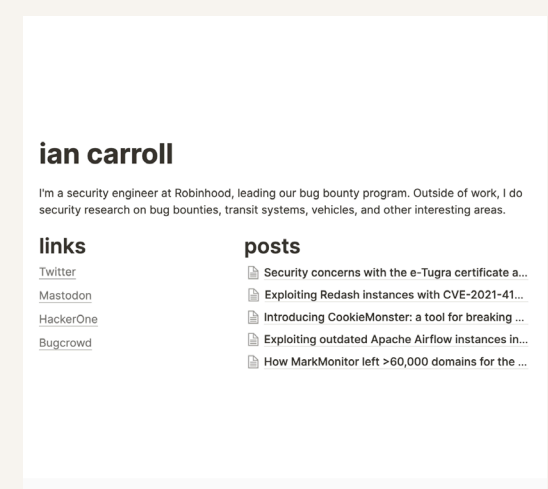 ian carroll
I'm a security engineer at Robinhood, leading our bug bounty program. Outside of work, I do
security research on bug bounties, transit systems, vehicles, and other interesting areas.
links
Twitter
Mastodon
HackerOne
Bugcrowd
posts
Security concerns with the e-Tugra certificate a...
Exploiting Redash instances with CVE-2021-41...
Introducing CookieMonster: a tool for breaking ...
Exploiting outdated Apache Airflow instances in...
How MarkMonitor left >60,000 domains for the ...